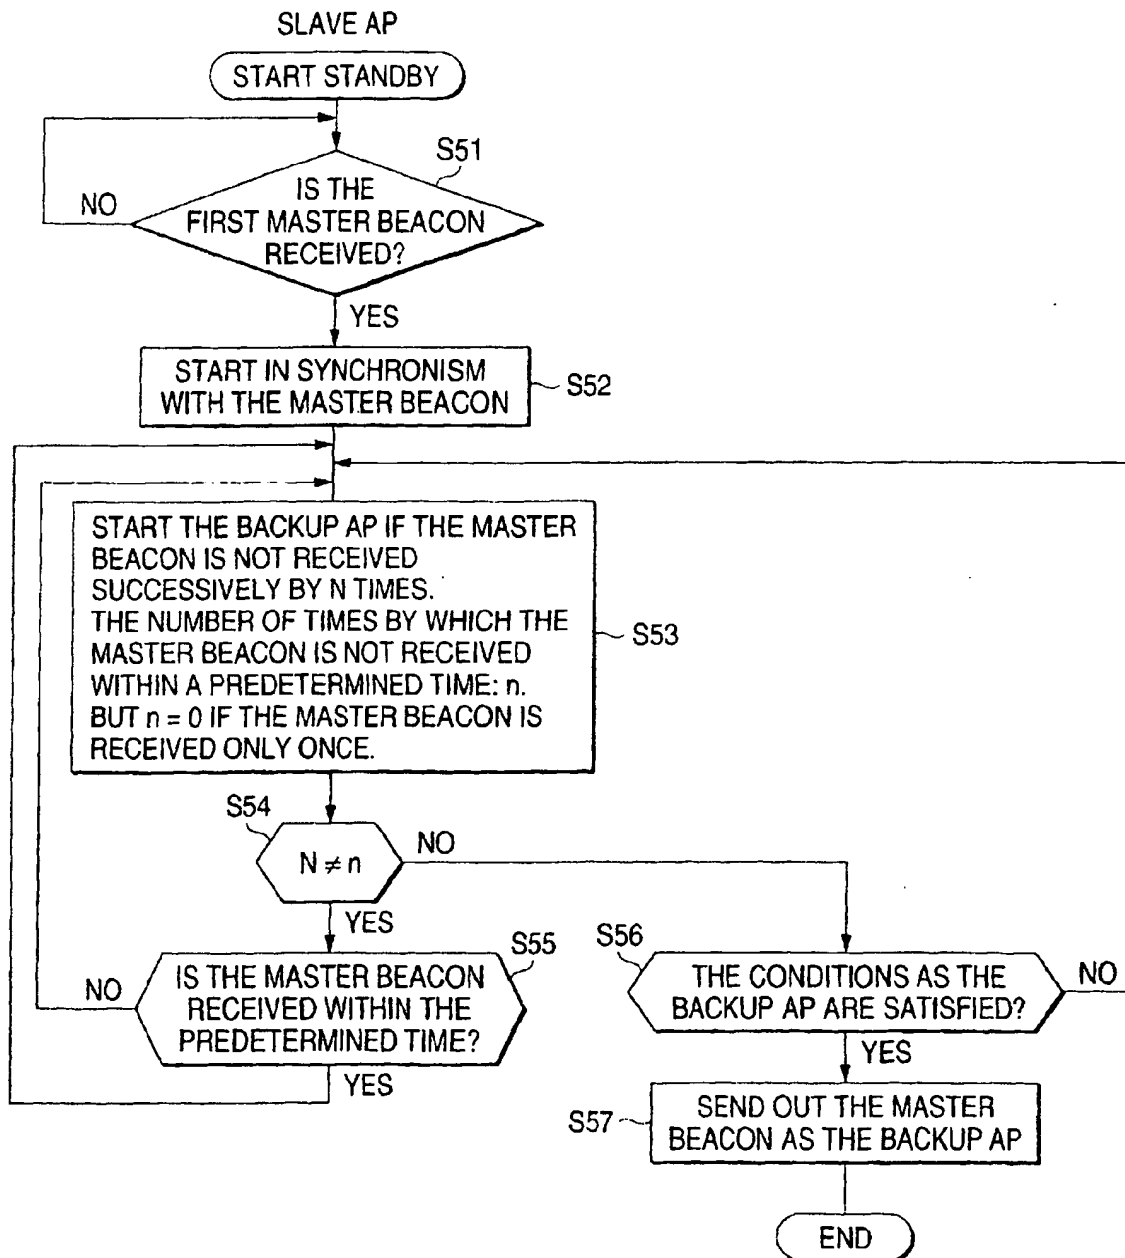 SLAVE AP
START STANDBY
S51
IS THE
FIRST MASTER BEACON
RECEIVED?
NO
YES
START IN SYNCHRONISM
WITH THE MASTER BEACON
S52
START THE BACKUP AP IF THE MASTER
BEACON IS NOT RECEIVED
SUCCESSIVELY BY N TIMES.
THE NUMBER OF TIMES BY WHICH THE
MASTER BEACON IS NOT RECEIVED
WITHIN A PREDETERMINED TIME: n.
BUT n = 0 IF THE MASTER BEACON IS
RECEIVED ONLY ONCE.
S53
S54
N ≠ n
NO
YES
S55
IS THE MASTER BEACON
RECEIVED WITHIN THE
PREDETERMINED TIME?
NO
YES
S56
THE CONDITIONS AS THE
BACKUP AP ARE SATISFIED?
NO
YES
S57
SEND OUT THE MASTER
BEACON AS THE BACKUP AP
END